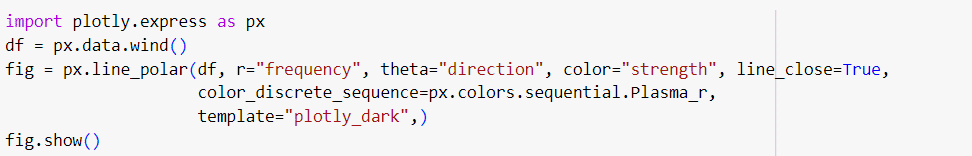 import plotly.express as px
df = px.data.wind()
fig = px.line_polar(df, r="frequency", theta="direction", color="strength", line_close=True,
                    color_discrete_sequence=px.colors.sequential.Plasma_r,
                    template="plotly_dark",)
fig.show()